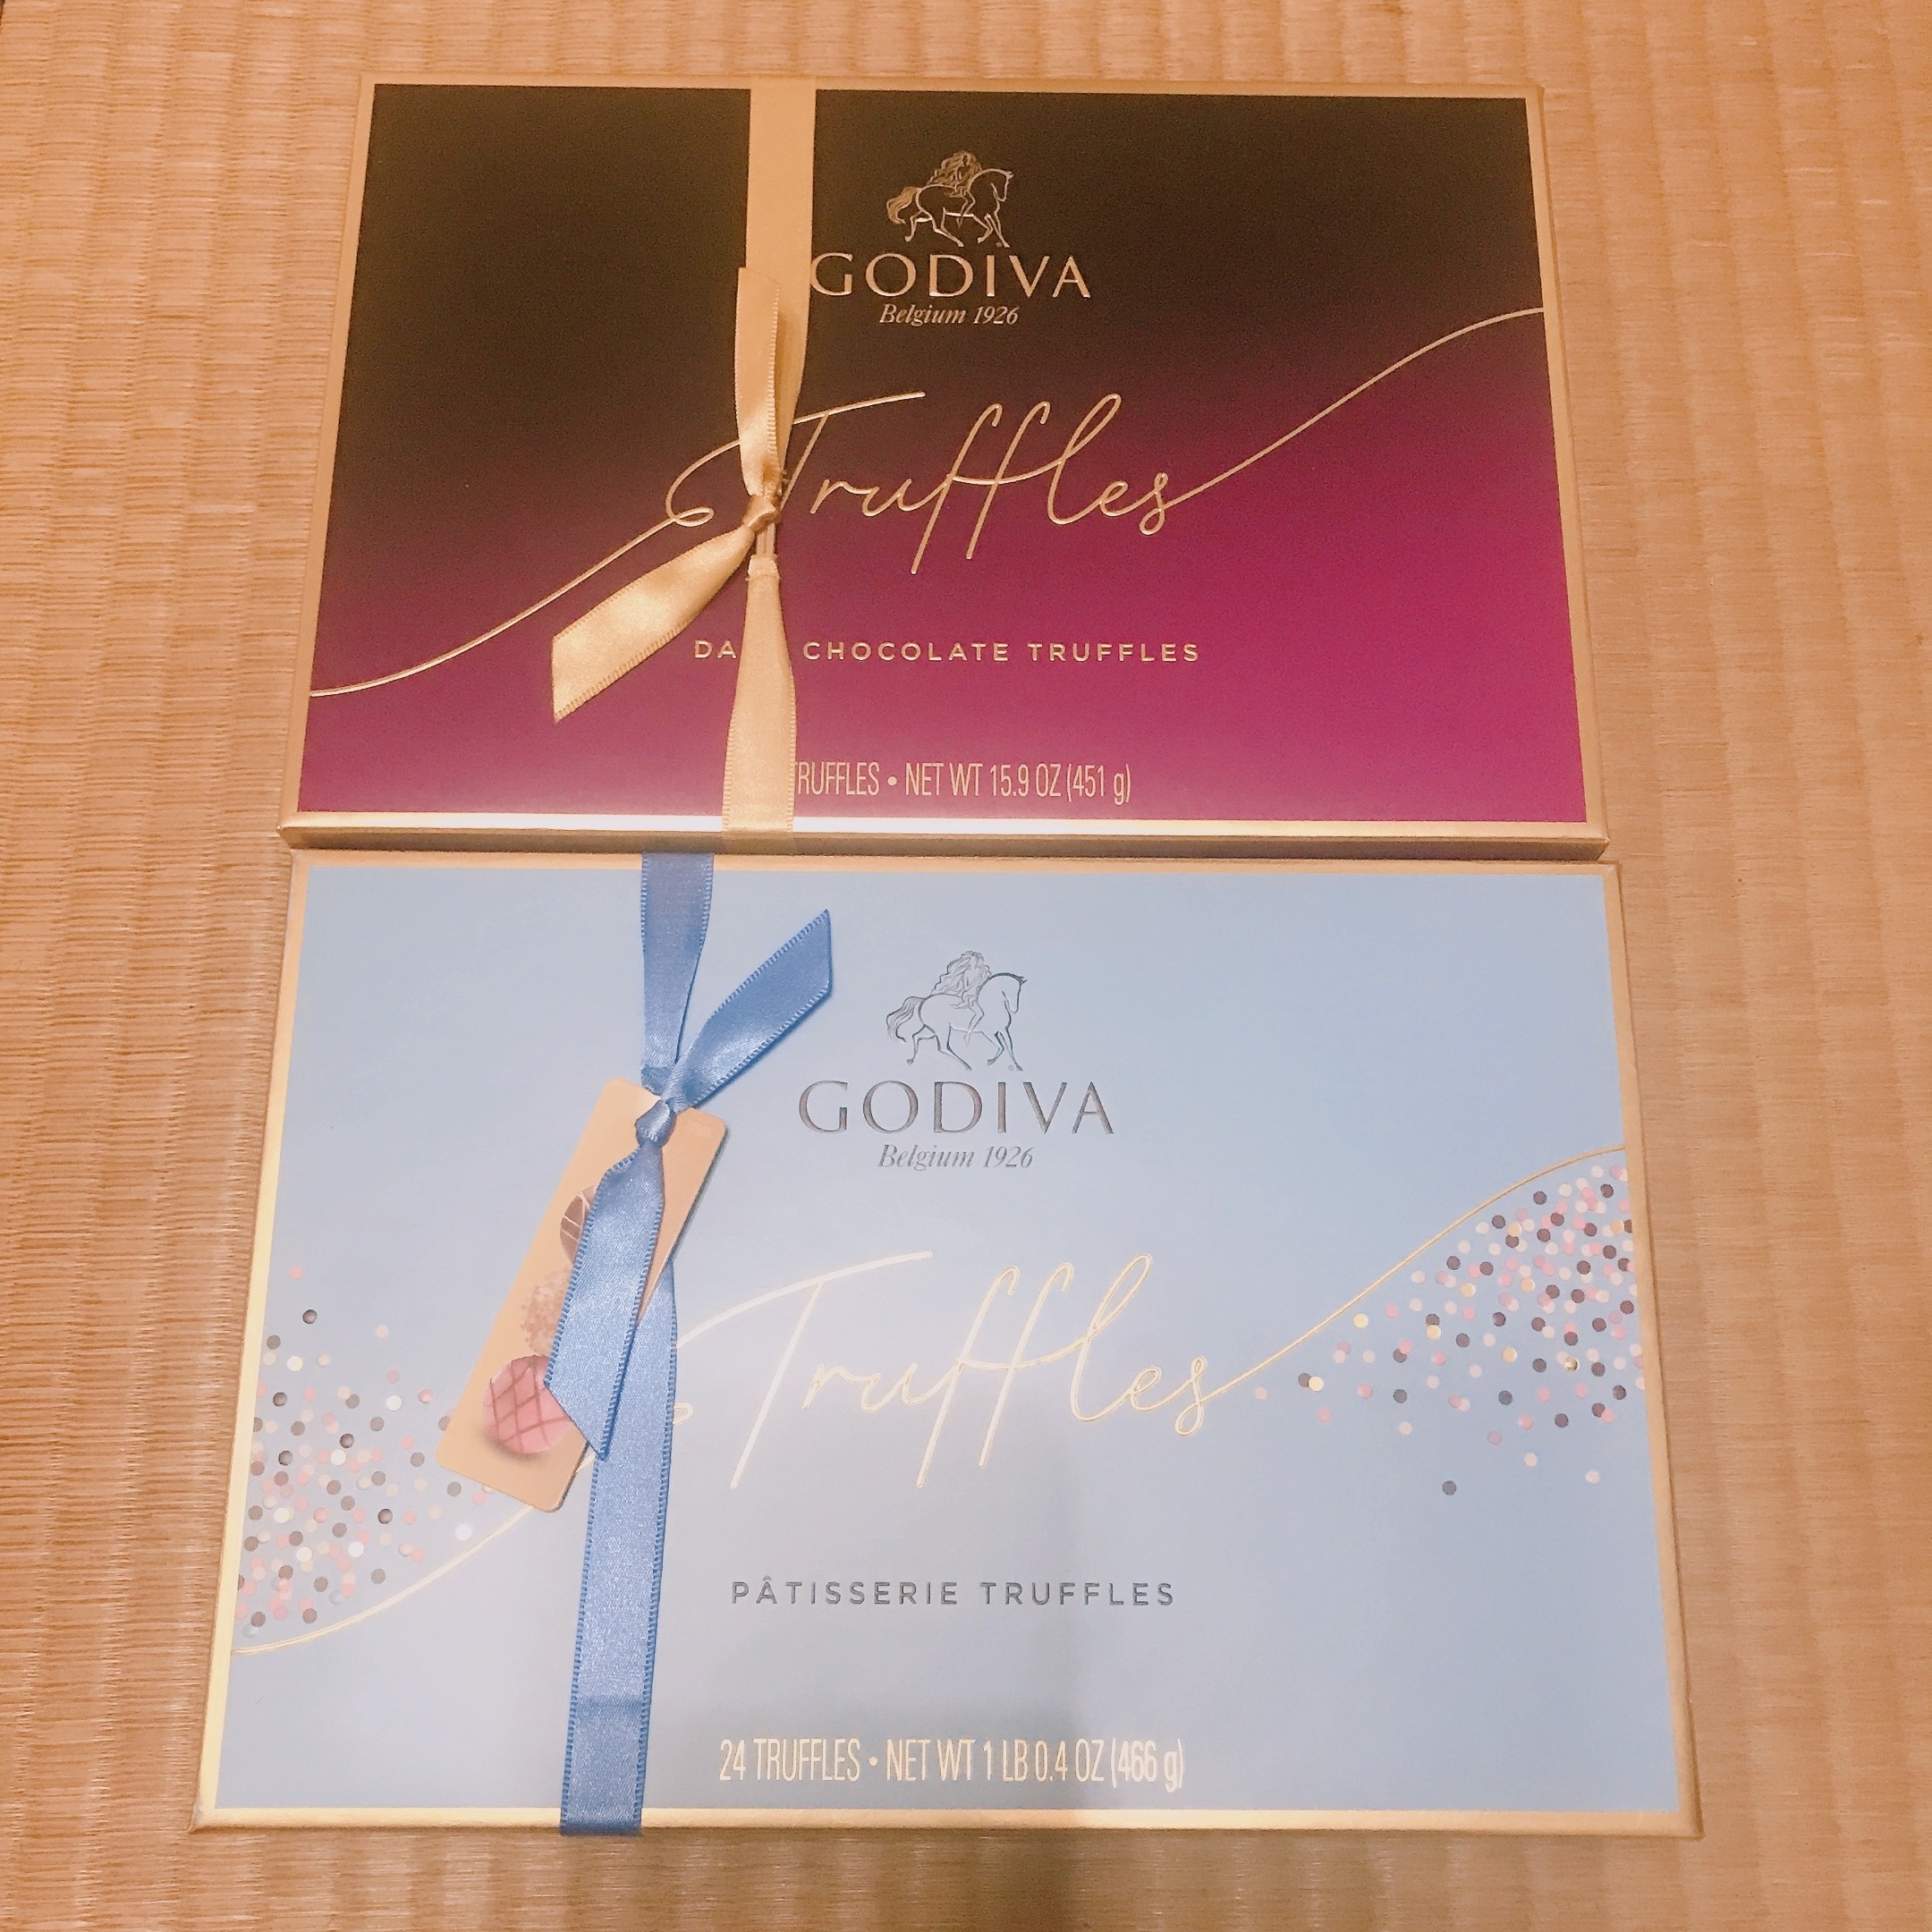 GODIVA
Belgium 1926
Truffles
CHOCOLATE TRUFFLES
TRUFFLES • NET WT 15.9 OZ (451 g)
GODIVA
Belgium 1926
Truffles
PÂTISSERIE TRUFFLES
24 TRUFFLES • NET WT 1 LB 0.4 OZ (466 g)